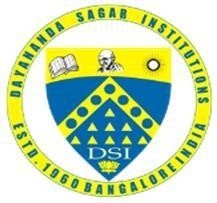 DAYANANDA SAGAR INSTITUTIONS
ESTD. 1960 BANGALORE INDIA
DSI